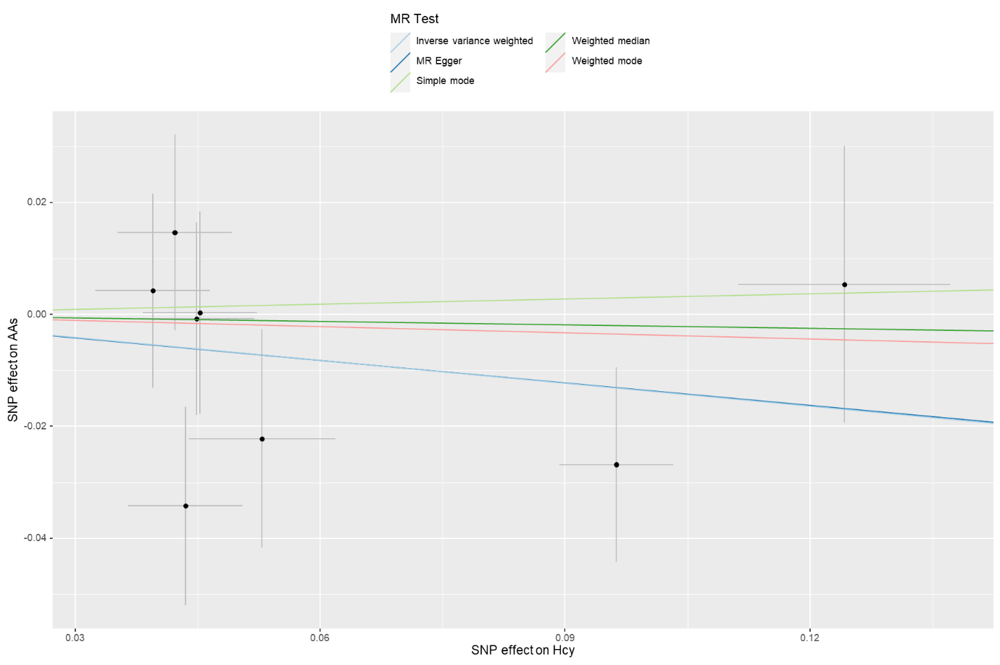 MR Test
Inverse variance weighted
Weighted median
MR Egger
Weighted mode
Simple mode
0.02
0.00
-0.02
-0.04
SNP effect on AAs
0.03
0.06
0.09
0.12
SNP effect on Hcy